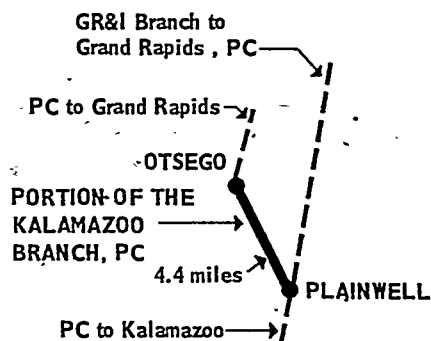 GR&I Branch to
Grand Rapids , PC
PC to Grand Rapids
OTSEGO
PORTION OF THE
KALAMAZOO
BRANCH, PC
4.4 miles
PLAINWELL
PC to Kalamazoo